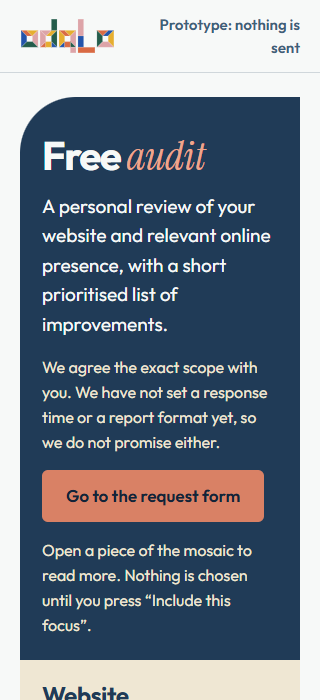 adaLo
Prototype: nothing is
sent
Free audit
A personal review of your
website and relevant online
presence, with a short
prioritised list of
improvements.
We agree the exact scope with
you. We have not set a response
time or a report format yet, so
we do not promise either.
Go to the request form
Open a piece of the mosaic to
read more. Nothing is chosen
until you press “Include this
focus”.
Website